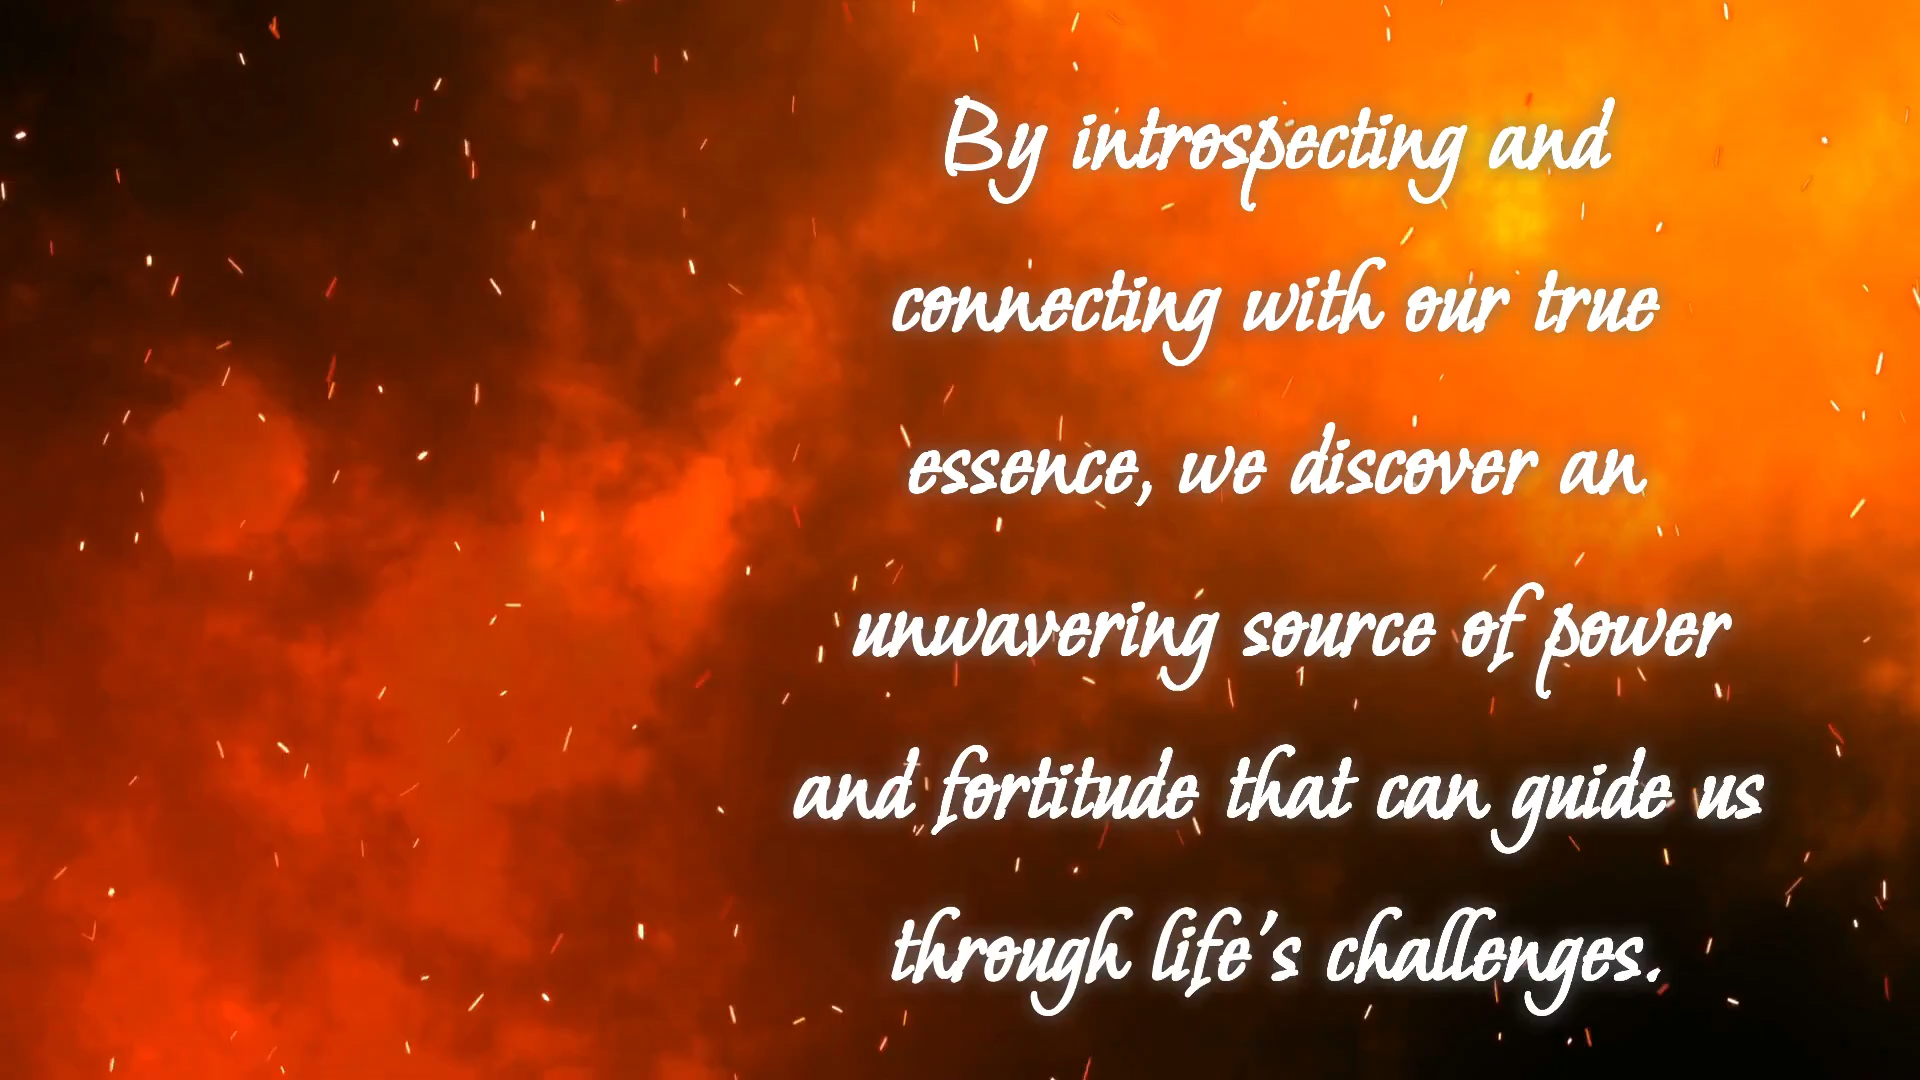 By introspecting and
connecting with our true
essence, we discover an
unwavering source of power
and fortitude that can guide us
through life's challenges.